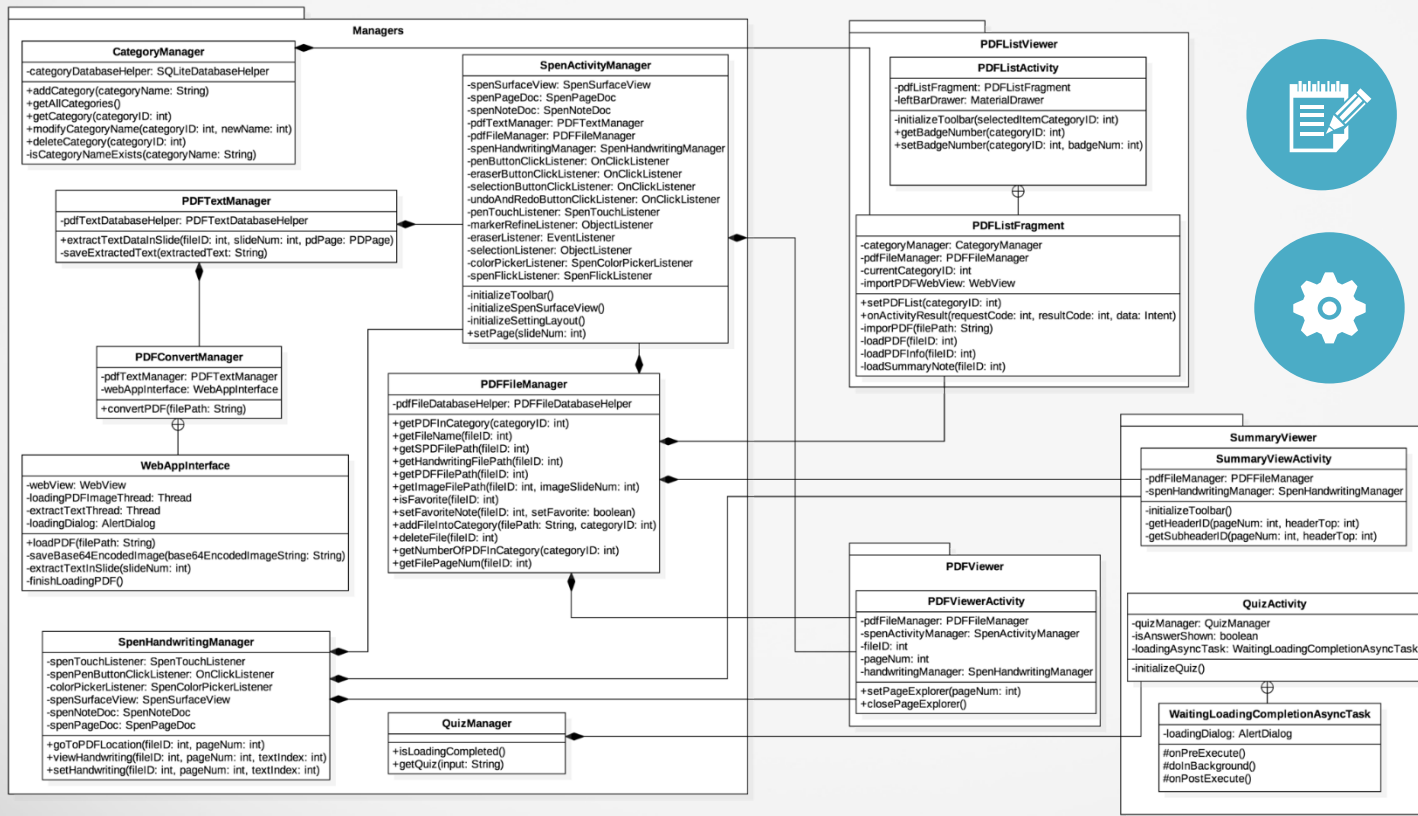 Managers
CategoryManager
-categoryDatabaseHelper: SQLiteDatabaseHelper
+addCategory(categoryName: String)
+getAllCategories()
+getCategory(categoryID: int)
+modifyCategoryName(categoryID: int, newName: int)
+deleteCategory(categoryID: int)
-isCategoryNameExists(categoryName: String)
SpenActivityManager
-spenSurfaceView: SpenSurfaceView
-spenPageDoc: SpenPageDoc
-spenNoteDoc: SpenNoteDoc
-pdfTextManager: PDFTextManager
-pdfFileManager: PDFFileManager
-spenHandwritingManager: SpenHandwritingManager
-penButtonClickListener: OnClickListener
-eraserButtonClickListener: OnClickListener
-selectionButtonClickListener: OnClickListener
-undoAndRedoButtonClickListener: OnClickListener
-penTouchListener: SpenTouchListener
-markerRefineListener: ObjectListener
-eraserListener: EventListener
-selectionListener: ObjectListener
-colorPickerListener: SpenColorPickerListener
-spenFlickListener: SpenFlickListener
-initializeToolbar()
-initializeSpenSurfaceView()
-initializeSettingLayout()
+setPage(slideNum: int)
PDFTextManager
-pdfTextDatabaseHelper: PDFTextDatabaseHelper
+extractTextDataInSlide(fileID: int, slideNum: int, pdPage: PDPage)
-saveExtractedText(extractedText: String)
PDFConvertManager
-pdfTextManager: PDFTextManager
-webAppInterface: WebAppInterface
+convertPDF(filePath: String)
WebAppInterface
-webView: WebView
-loadingPDFImageThread: Thread
-extractTextThread: Thread
-loadingDialog: AlertDialog
+loadPDF(filePath: String)
-saveBase64EncodedImage(base64EncodedImageString: String)
-extractTextInSlide(slideNum: int)
-finishLoadingPDF()
PDFFileManager
-pdfFileDatabaseHelper: PDFFileDatabaseHelper
+getPDFInCategory(categoryID: int)
+getFileName(fileID: int)
+getSPDFilePath(fileID: int)
+getHandwritingFilePath(fileID: int)
+getPDFFilePath(fileID: int)
+getImageFilePath(fileID: int, imageSlideNum: int)
+isFavorite(fileID: int)
+setFavoriteNote(fileID: int, setFavorite: boolean)
+addFileIntoCategory(filePath: String, categoryID: int)
+deleteFile(fileID: int)
+getNumberOfPDFInCategory(categoryID: int)
+getFilePageNum(fileID: int)
SpenHandwritingManager
-spenTouchListener: SpenTouchListener
-spenPenButtonClickListener: OnClickListener
-colorPickerListener: SpenColorPickerListener
-spenSurfaceView: SpenSurfaceView
-spenNoteDoc: SpenNoteDoc
-spenPageDoc: SpenPageDoc
+goToPDFLocation(fileID: int, pageNum: int)
+viewHandwriting(fileID: int, pageNum: int, textIndex: int)
+setHandwriting(fileID: int, pageNum: int, textIndex: int)
QuizManager
+isLoadingCompleted()
+getQuiz(input: String)
PDFListViewer
PDFListActivity
-pdfListFragment: PDFListFragment
-leftBarDrawer: MaterialDrawer
-initializeToolbar(selectedItemCategoryID: int)
+getBadgeNumber(categoryID: int)
+setBadgeNumber(categoryID: int, badgeNum: int)
PDFListFragment
-categoryManager: CategoryManager
-pdfFileManager: PDFFileManager
-currentCategoryID: int
-importPDFWebView: WebView
+setPDFList(categoryID: int)
+onActivityResult(requestCode: int, resultCode: int, data: Intent)
-imporPDF(filePath: String)
-loadPDF(fileID: int)
-loadPDFInfo(fileID: int)
-loadSummaryNote(fileID: int)
PDFViewer
PDFViewerActivity
-pdfFileManager: PDFFileManager
-spenActivityManager: SpenActivityManager
-fileID: int
-pageNum: int
-handwritingManager: SpenHandwritingManager
+setPageExplorer(pageNum: int)
+closePageExplorer()
SummaryViewer
SummaryViewActivity
-pdfFileManager: PDFFileManager
-spenHandwritingManager: SpenHandwritingManager
-initializeToolbar()
-getHeaderID(pageNum: int, headerTop: int)
-getSubheaderID(pageNum: int, headerTop: int)
QuizActivity
-quizManager: QuizManager
-isAnswerShown: boolean
-loadingAsyncTask: WaitingLoadingCompletionAsyncTask
-initializeQuiz()
WaitingLoadingCompletionAsyncTask
-loadingDialog: AlertDialog
#onPreExecute()
#doInBackground()
#onPostExecute()